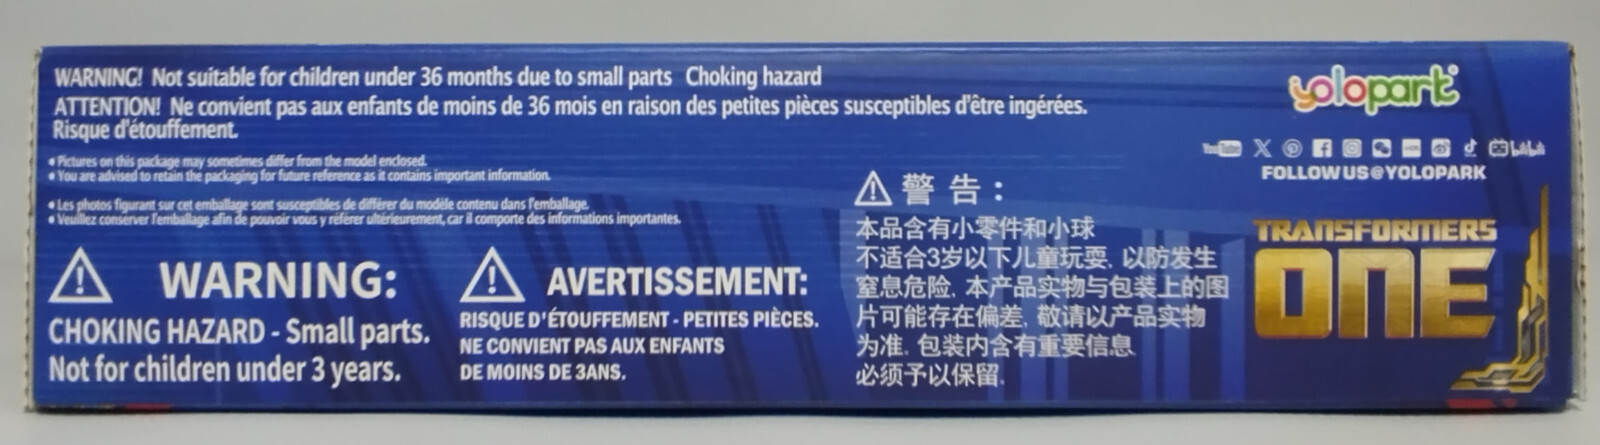 WARNING! Not suitable for children under 36 months due to small parts Choking hazard
ATTENTION! Ne convient pas aux enfants de moins de 36 mois en raison des petites pièces susceptibles d'être ingérées.
Risque d'étouffement.
• Pictures on this package may sometimes differ from the model enclosed.
• You are advised to retain the packaging for future reference as it contains important information.
• Les photos figurant sur cet emballage sont susceptibles de différer du modèle contenu dans l'emballage.
• Veuillez conserver l'emballage afin de pouvoir vous y référer ultérieurement, car il comporte des informations importantes.
WARNING:
CHOKING HAZARD - Small parts.
Not for children under 3 years.
AVERTISSEMENT:
RISQUE D'ÉTOUFFEMENT - PETITES PIÈCES.
NE CONVIENT PAS AUX ENFANTS
DE MOINS DE 3ANS.
警告：
本品含有小零件和小球
不适合3岁以下儿童玩耍, 以防发生
窒息危险, 本产品实物与包装上的图
片可能存在偏差, 敬请以产品实物
为准, 包装内含有重要信息
必须予以保留.
yolopark
YouTube
bilibili
FOLLOW US@YOLOPARK
TRANSFORMERS
ONE